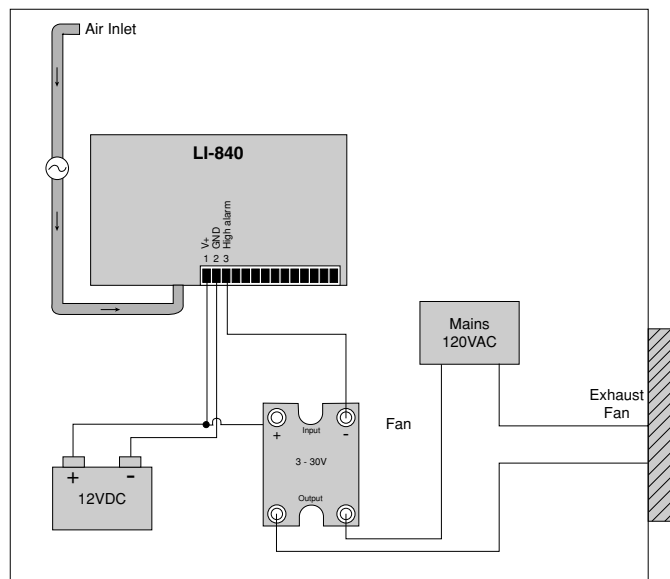 Air Inlet
LI-840
V+
GND
High alarm
1 2 3
Mains
120VAC
Exhaust
Fan
Fan
+ Input -
3 - 30V
Output
+ -
12VDC